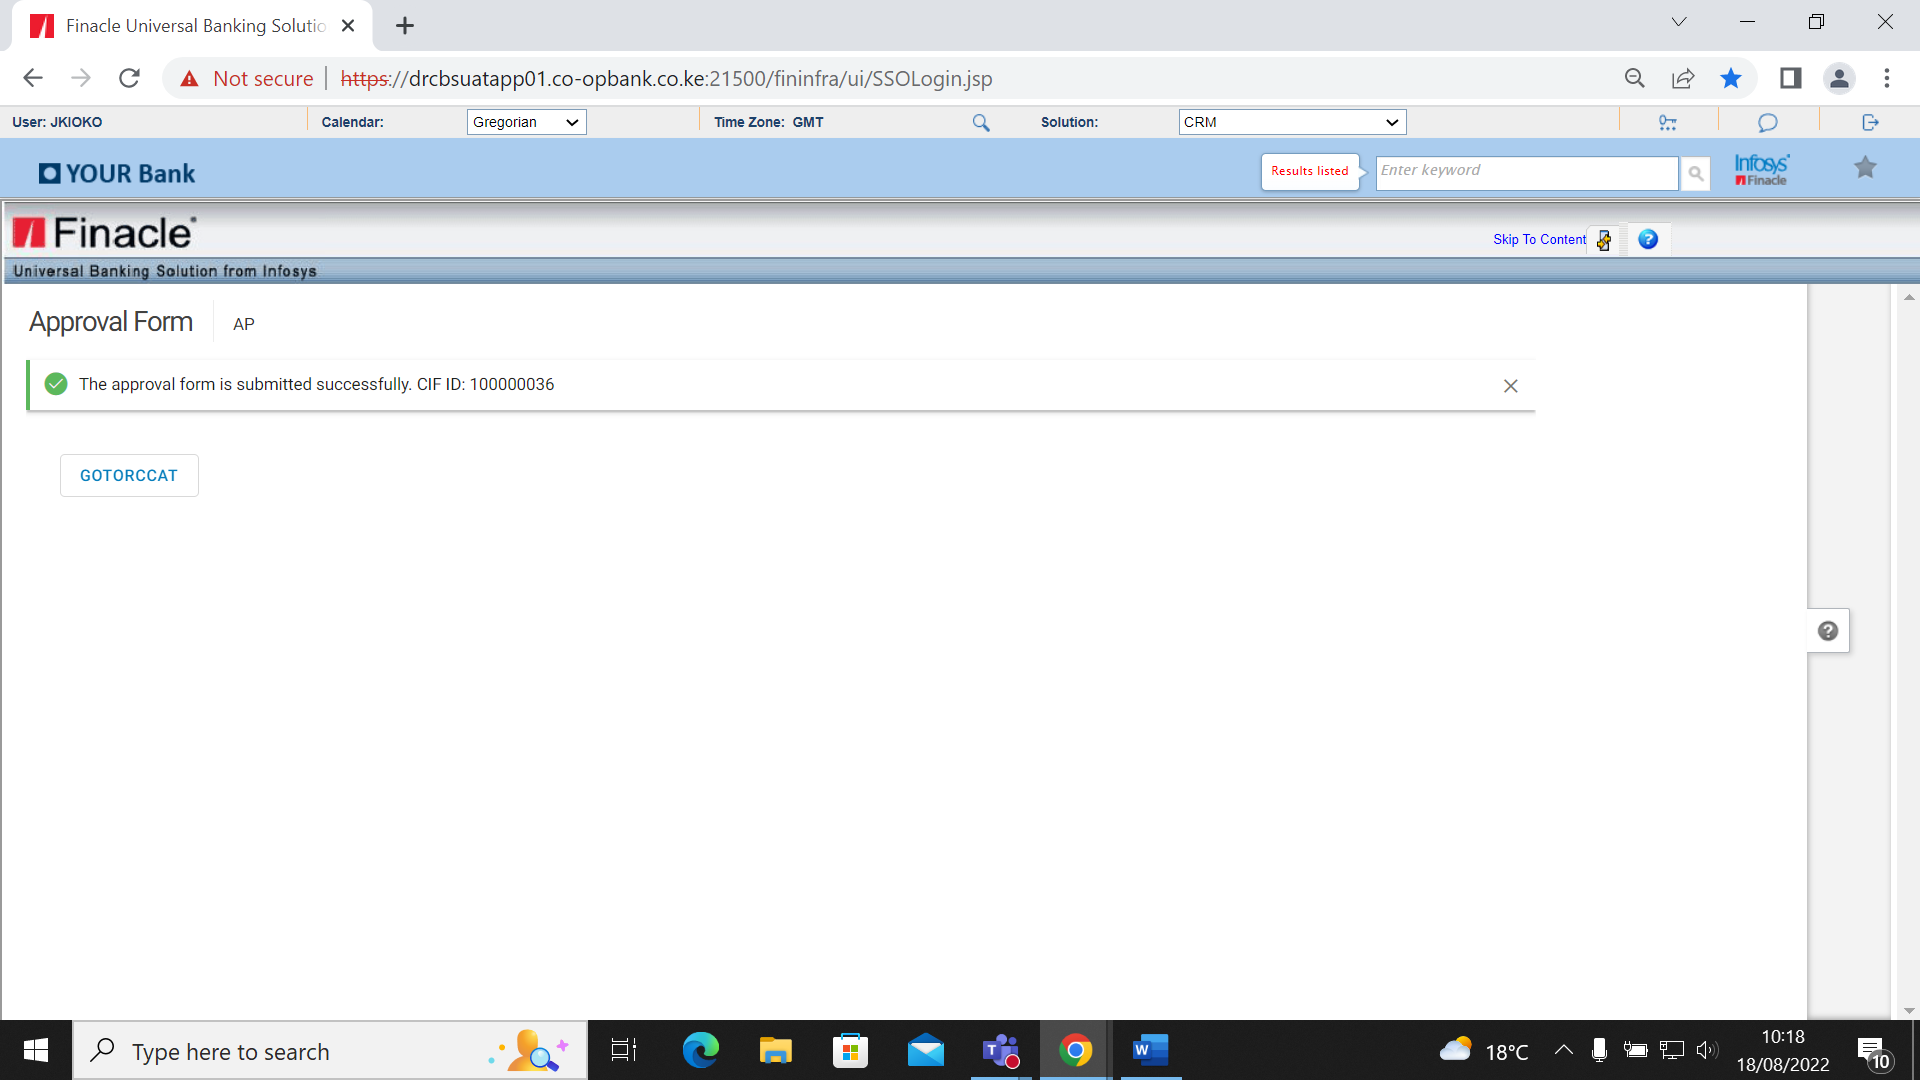 Finacle Universal Banking Solutio
Not secure https://drcbsuatapp01.co-opbank.co.ke:21500/fininfra/ui/SSOLogin.jsp
User: JKIOKO Calendar: Gregorian Time Zone: GMT Solution: CRM
YOUR Bank Results listed Enter keyword Infosys
Finacle
Finacle
Skip To Content
Universal Banking Solution from Infosys
Approval Form AP
The approval form is submitted successfully. CIF ID: 100000036
GOTORCCAT
Type here to search
18°C
10:18
18/08/2022
10